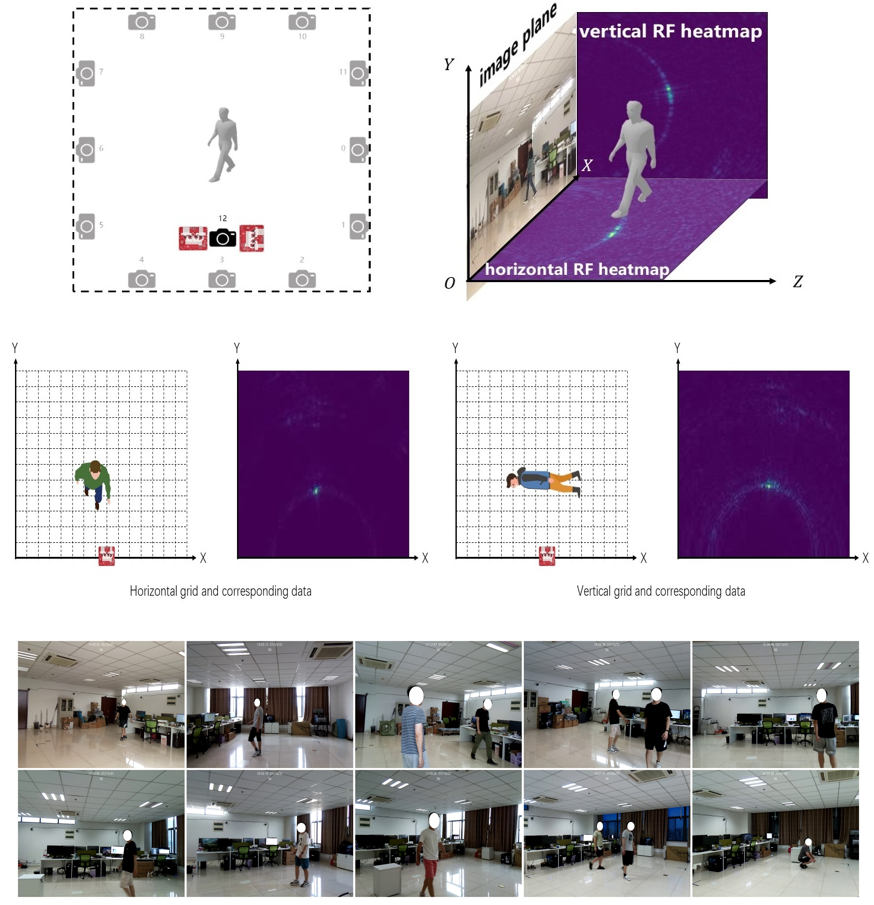 8 9 10
7 11
6 0
12
5 1
4 3 2
Y
image plane
vertical RF heatmap
X
O
horizontal RF heatmap
Z
Y Y Y Y
X X X X
Horizontal grid and corresponding data
Vertical grid and corresponding data